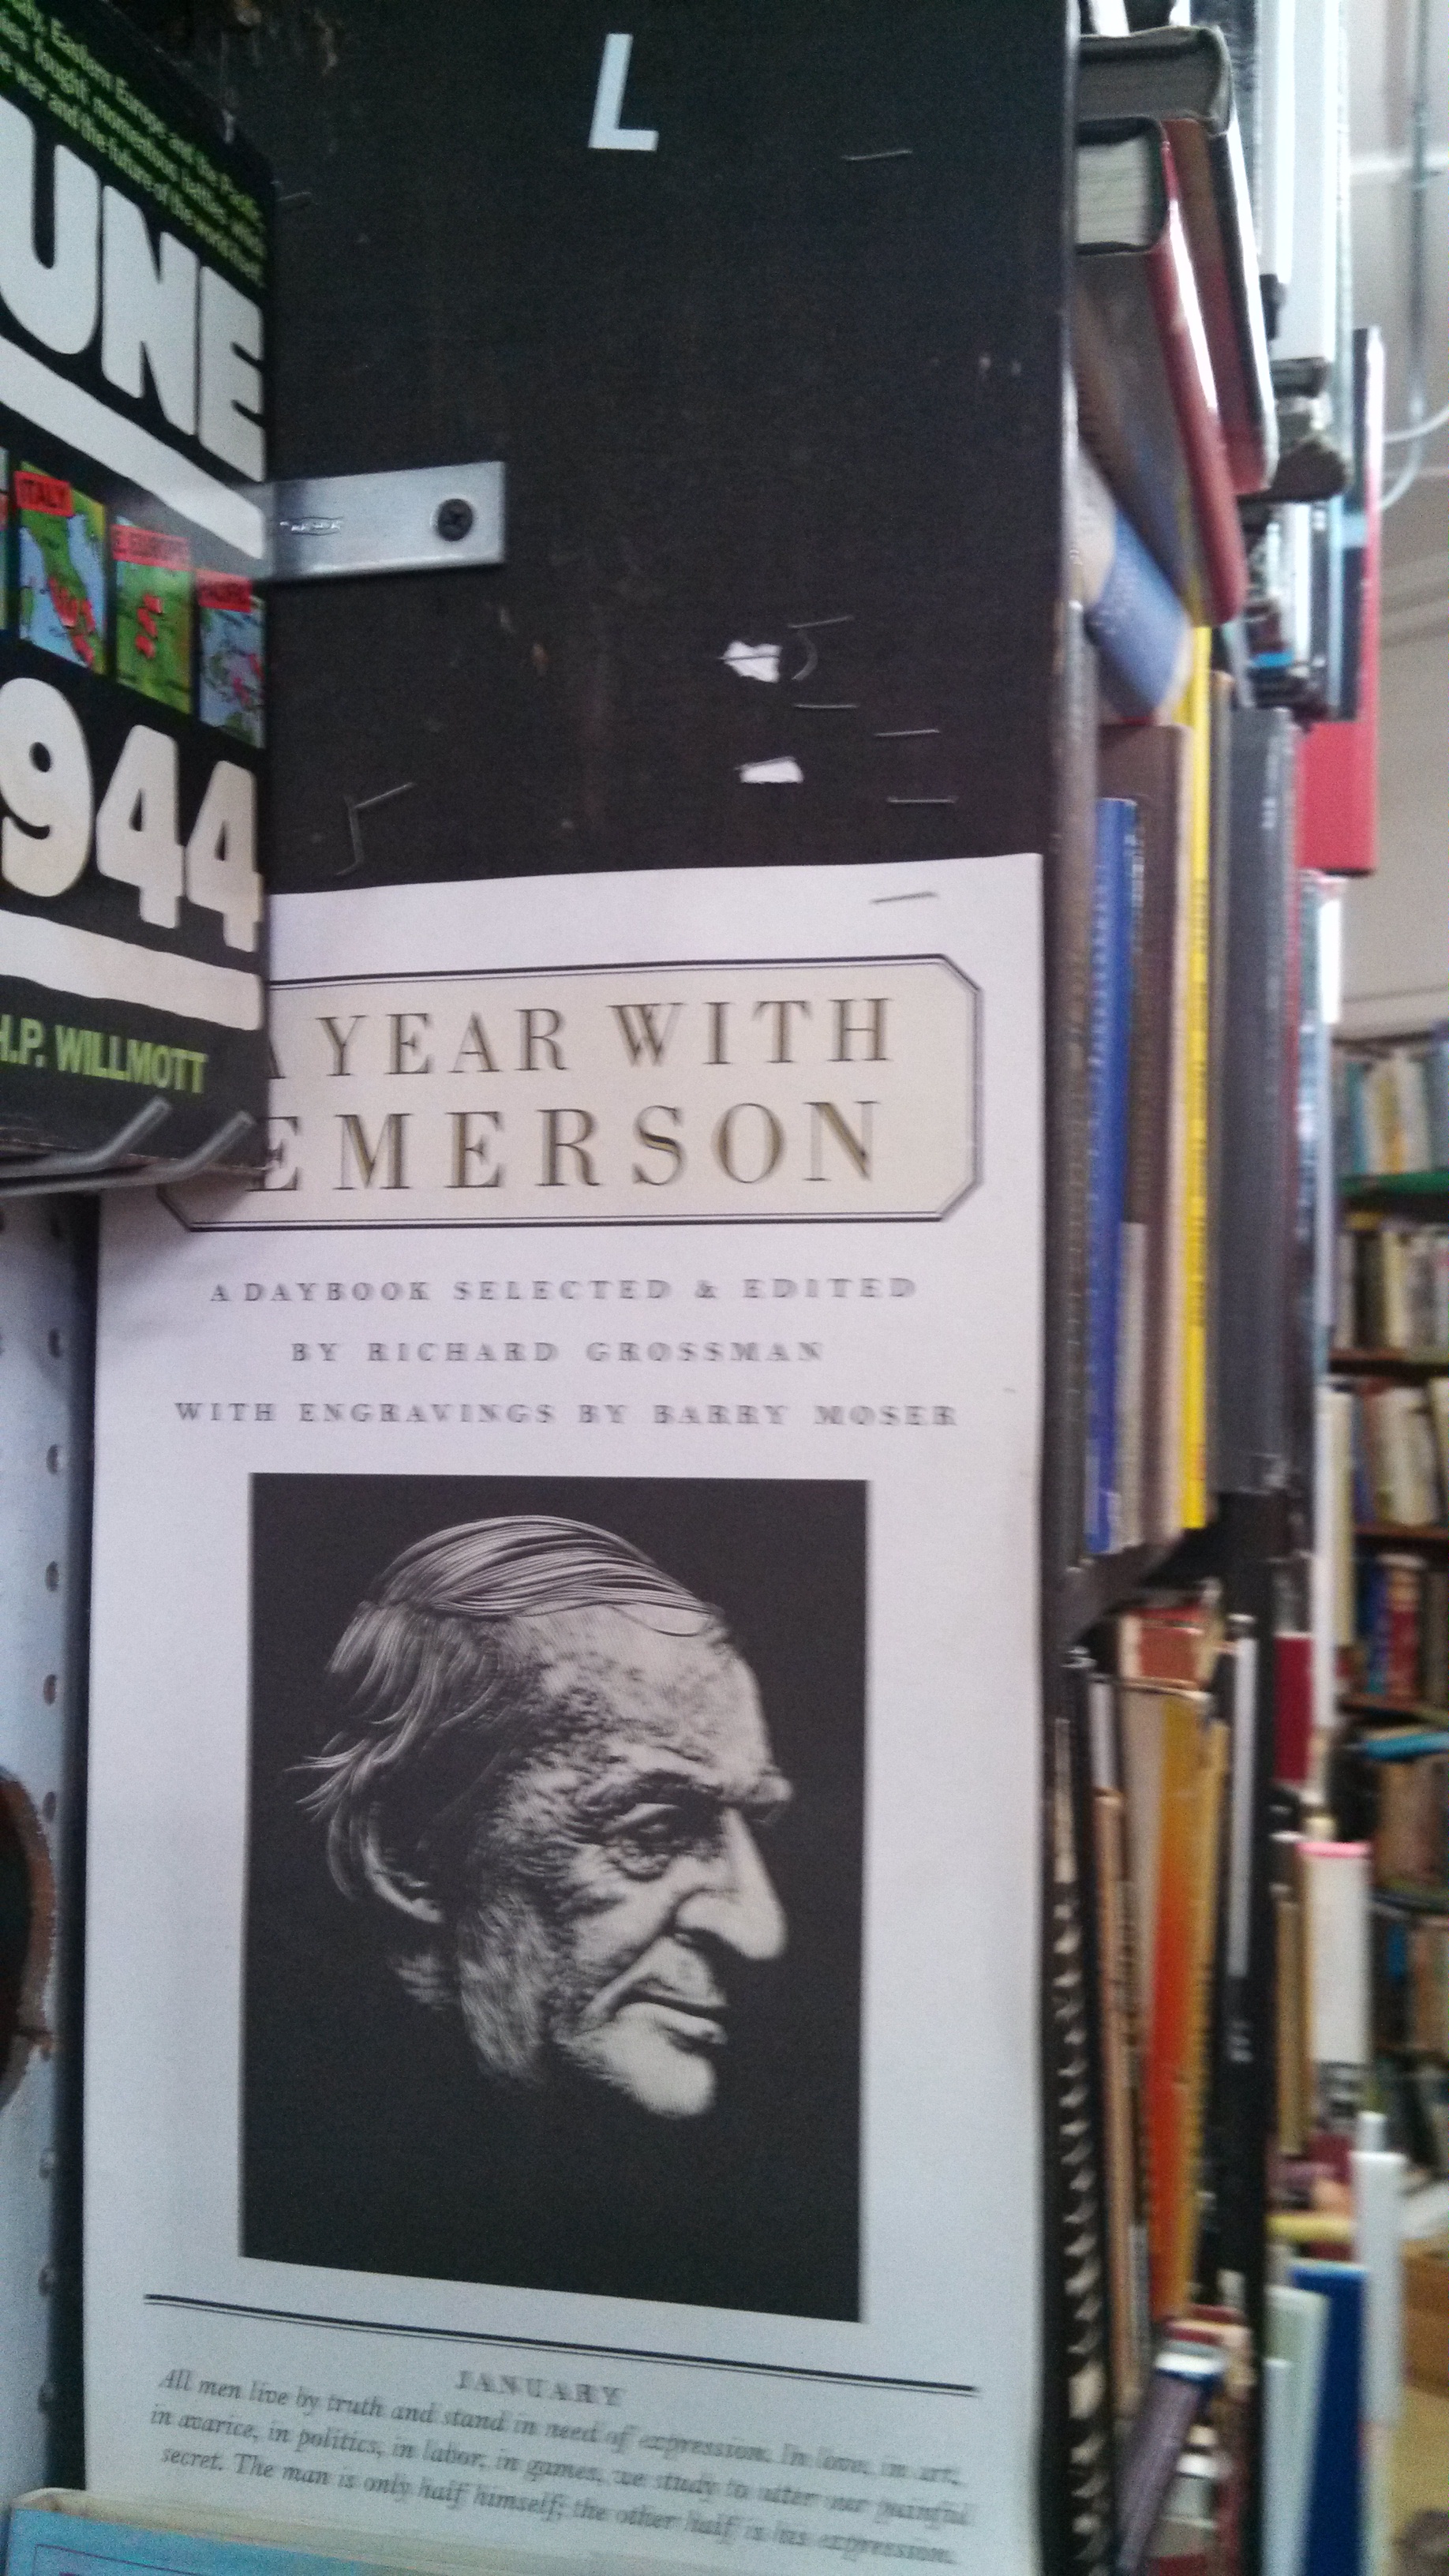 L
UNE
ITALY
E. EUROPE
944
H.P. WILLMOTT
A YEAR WITH
EMERSON
A DAYBOOK SELECTED & EDITED
BY RICHARD GROSSMAN
WITH ENGRAVINGS BY BARRY MOSER
JANUARY
All men live by truth and stand in need of expression. In love, in art,
in avarice, in politics, in labor, in games, we study to utter our painful
secret. The man is only half himself; the other half is his expression.